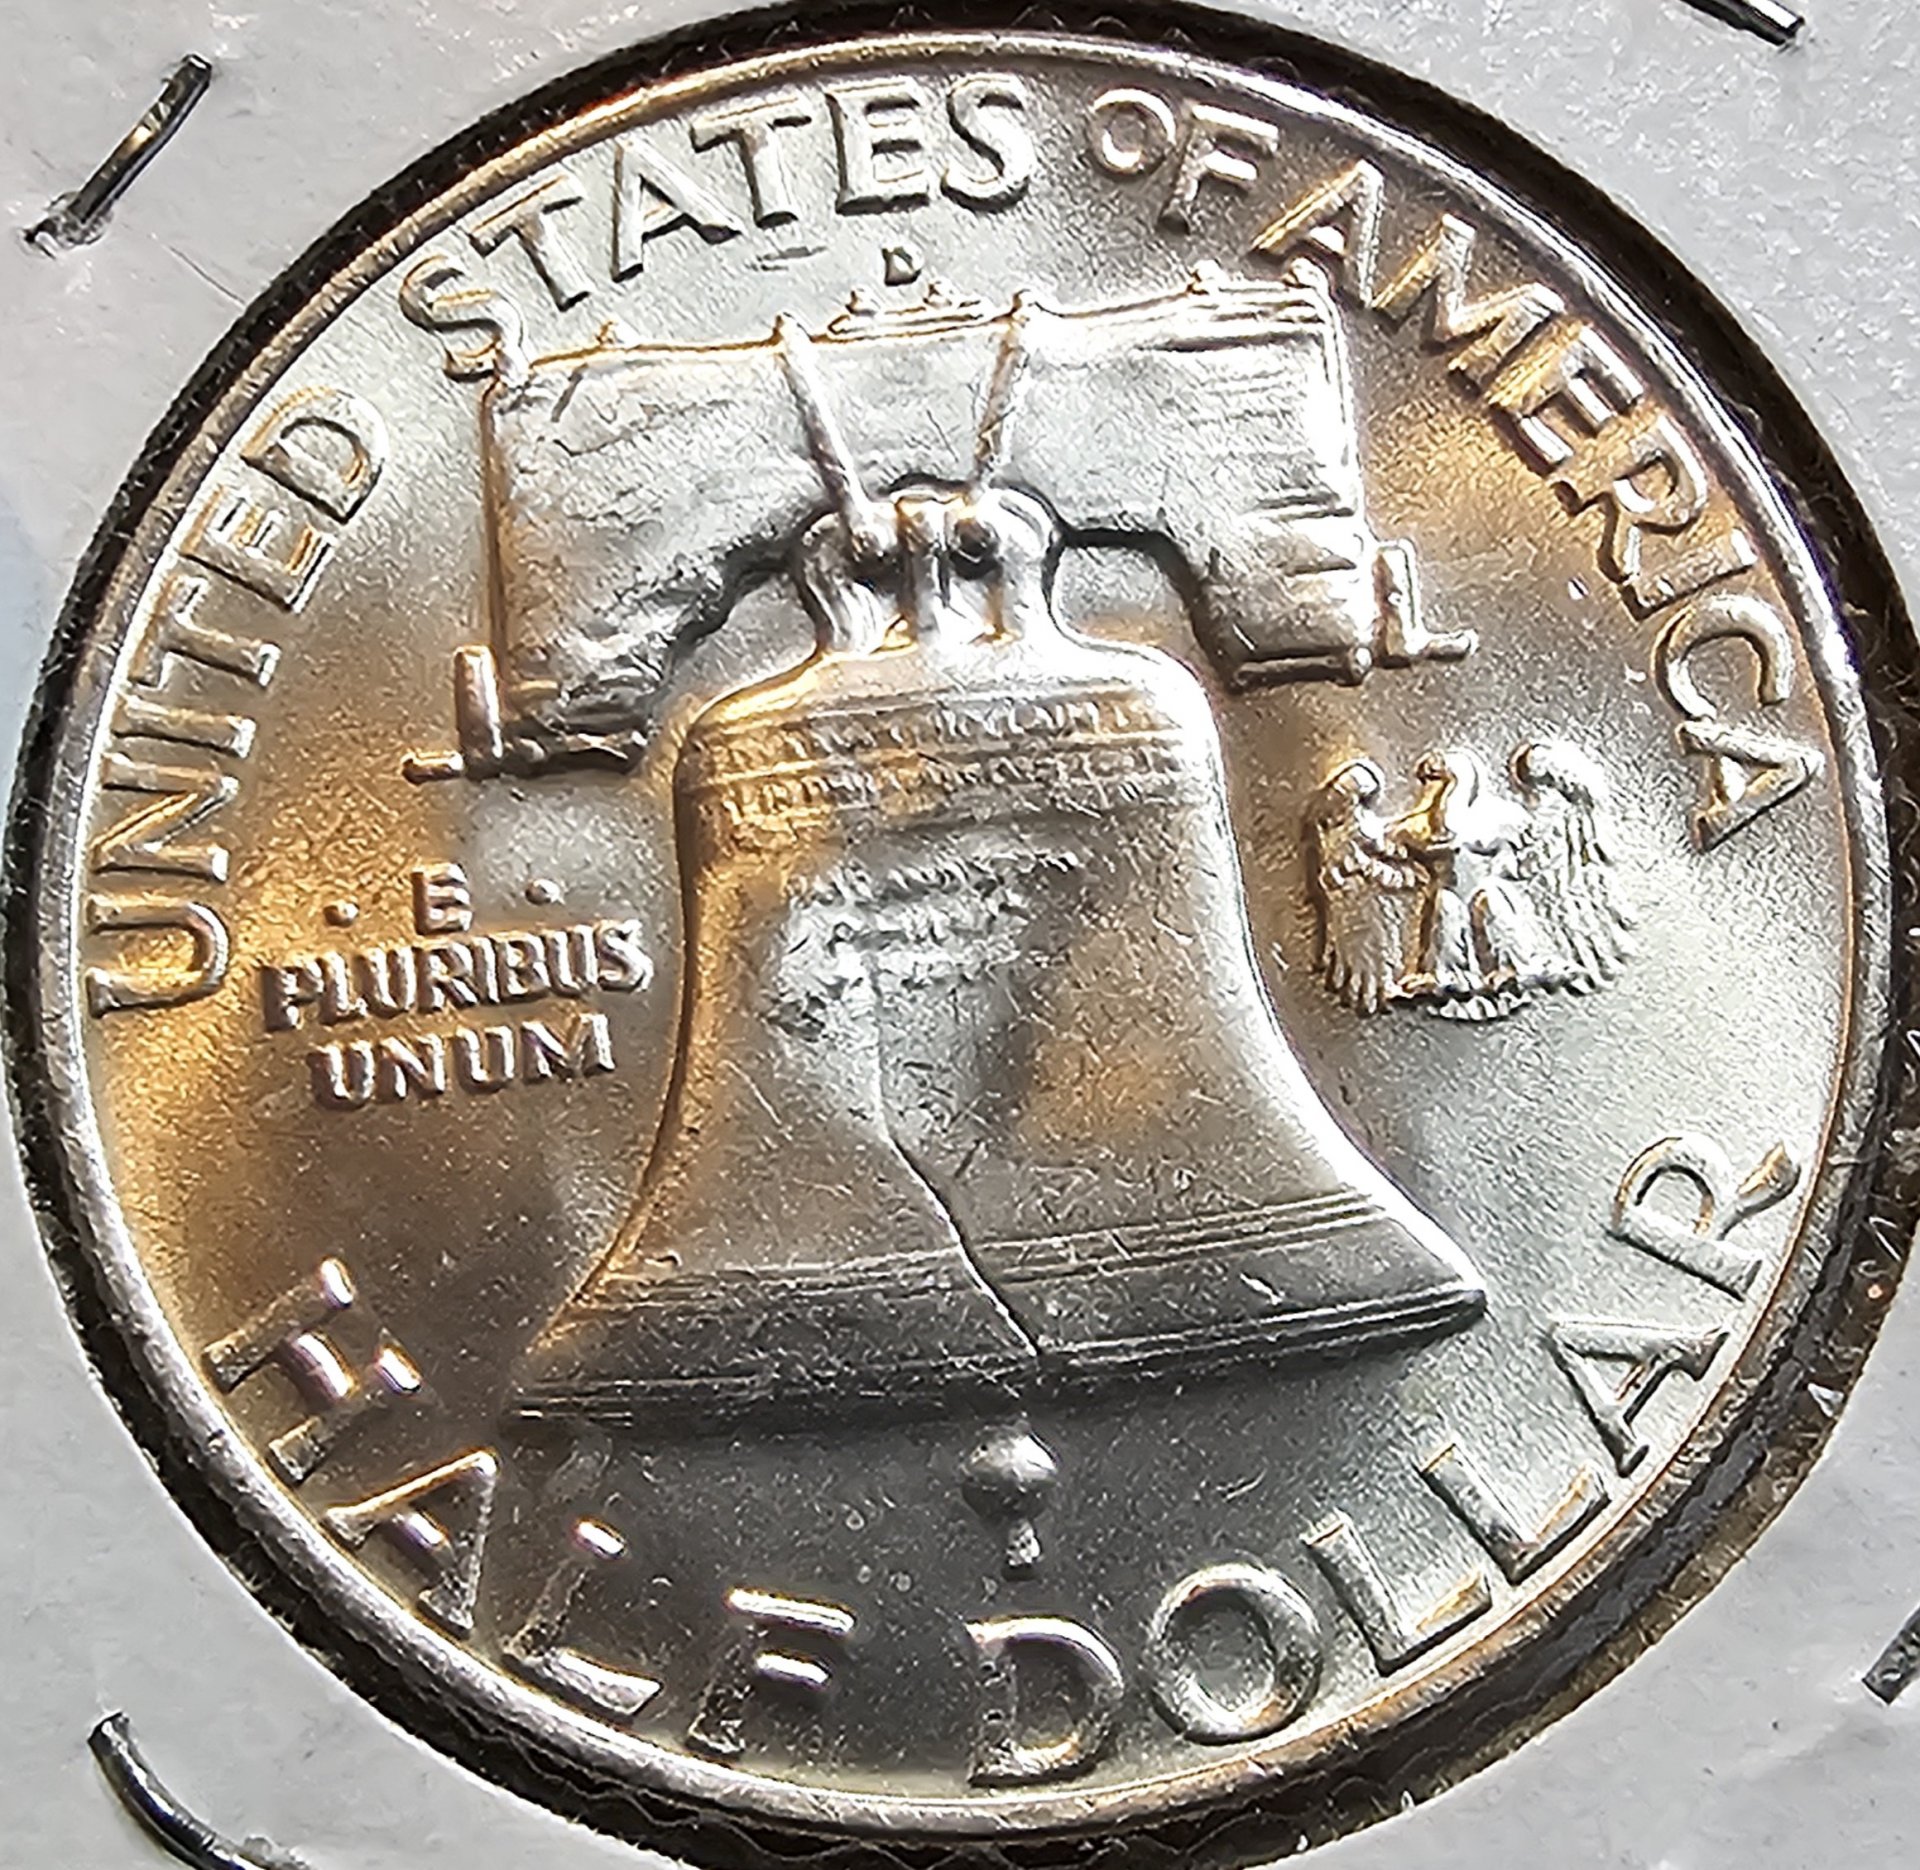 UNITED STATES OF AMERICA
D
· E ·
PLURIBUS
UNUM
HALF DOLLAR